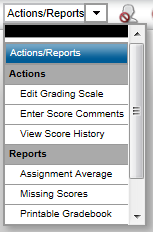 Actions/Reports
Actions/Reports
Actions
Edit Grading Scale
Enter Score Comments
View Score History
Reports
Assignment Average
Missing Scores
Printable Gradebook